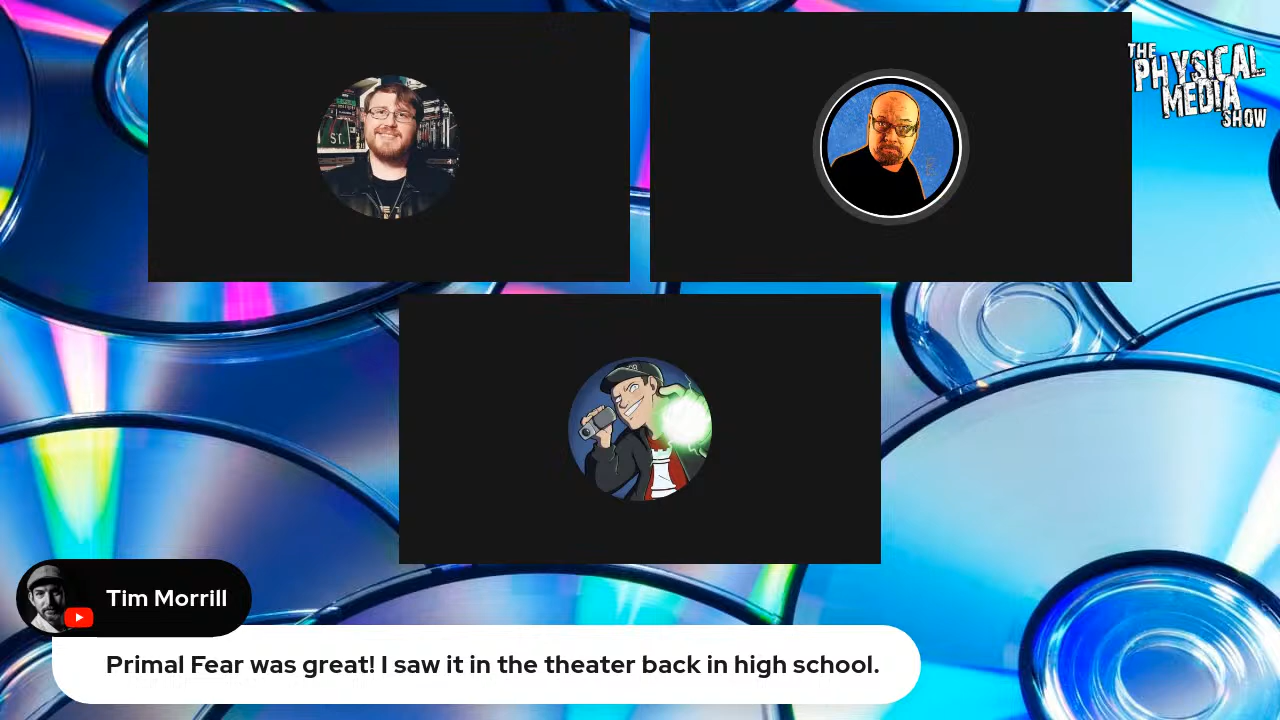 THE
PHYSICAL
MEDIA
SHOW
ST.
Tim Morrill
Primal Fear was great! I saw it in the theater back in high school.